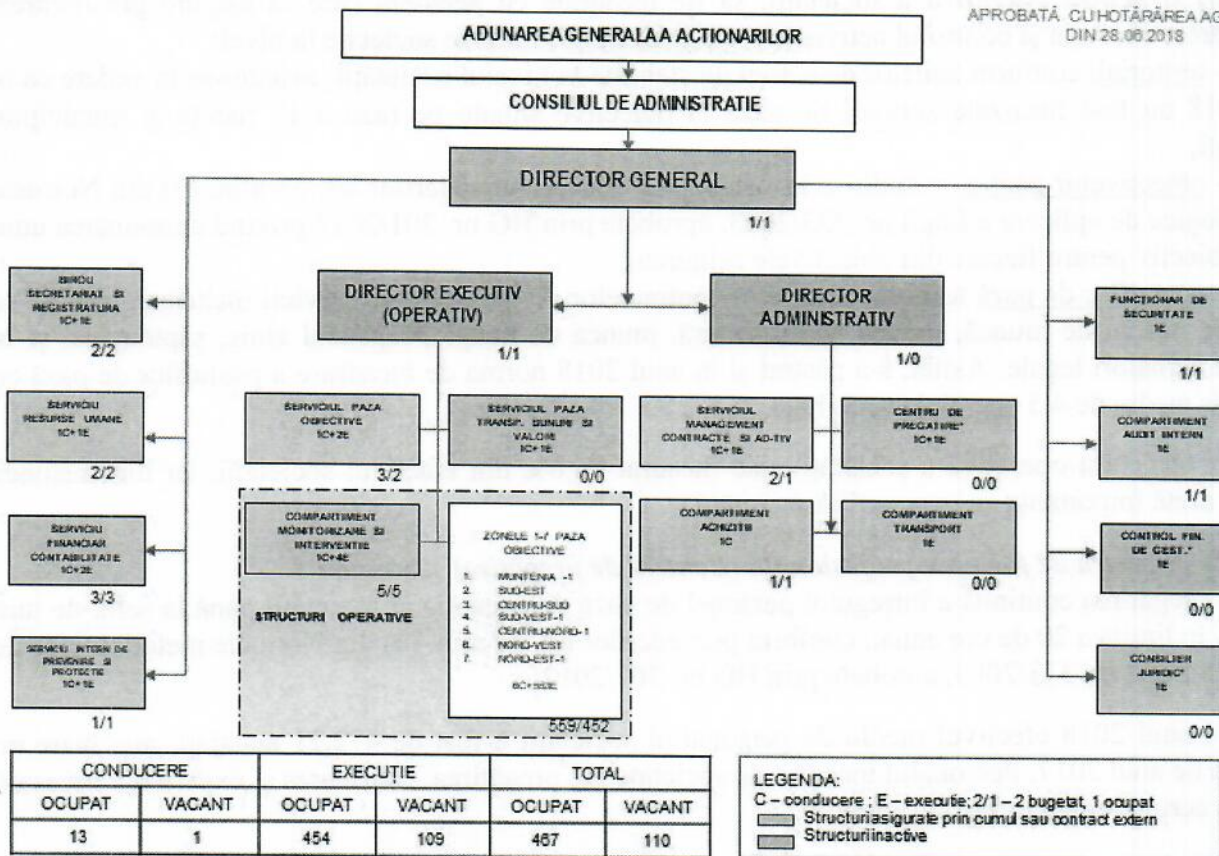 APROBATĂ CU HOTĂRÂREA AG
DIN 28.06.2018
ADUNAREA GENERALA A ACTIONARILOR
CONSILIUL DE ADMINISTRATIE
DIRECTOR GENERAL
1/1
BIROU
SECRETARIAT SI
REGISTRATURA
1C+1E
2/2
DIRECTOR EXECUTIV
(OPERATIV)
1/1
DIRECTOR
ADMINISTRATIV
1/0
FUNCTIONAR DE
SECURITATE
1E
1/1
SERVICIU
RESURSE UMANE
1C+1E
2/2
SERVICIUL PAZA
OBIECTIVE
1C+2E
3/2
SERVICIUL PAZA
TRANSP. BUNURI SI
VALORI
1C+1E
0/0
SERVICIUL
MANAGEMENT
CONTRACTE SI AD-TIV
1C+1E
2/1
CENTRU DE
PREGATIRE*
1C+1E
0/0
COMPARTIMENT
AUDIT INTERN
1E
1/1
SERVICIU
FINANCIAR
CONTABILITATE
1C+2E
3/3
COMPARTIMENT
MONITORIZARE SI
INTERVENTIE
1C+4E
5/5
STRUCTURI OPERATIVE
ZONELE 1-7 PAZA
OBIECTIVE
1. MUNTENIA -1
2. SUD-EST
3. CENTRU-SUD
4. SUD-VEST-1
5. CENTRU-NORD-1
6. NORD-VEST
7. NORD-EST-1
559/452
COMPARTIMENT
ACHIZITII
1C
1/1
COMPARTIMENT
TRANSPORT
1E
0/0
CONTROL FIN.
DE GEST.*
0/0
SERVICIU INTERN DE
PREVENIRE SI
PROTECTIE
1C+1E
1/1
CONSILIER
JURIDIC*
1E
0/0
CONDUCERE EXECUȚIE TOTAL
OCUPAT VACANT OCUPAT VACANT OCUPAT VACANT
13 1 454 109 467 110
LEGENDA:
C – conducere ; E – executie; 2/1 – 2 bugetat, 1 ocupat
Structuri asigurate prin cumul sau contract extern
Structuri inactive